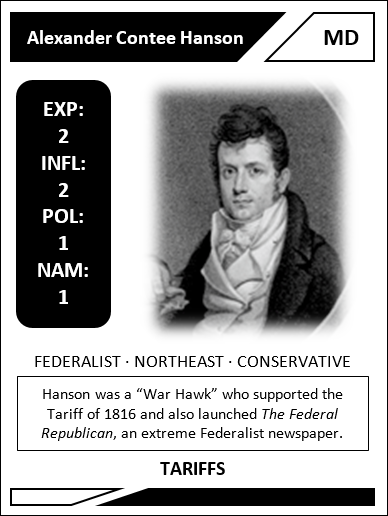 Alexander Contee Hanson
MD
EXP:
2
INFL:
2
POL:
1
NAM:
1
FEDERALIST · NORTHEAST · CONSERVATIVE
Hanson was a “War Hawk” who supported the
Tariff of 1816 and also launched The Federal
Republican, an extreme Federalist newspaper.
TARIFFS